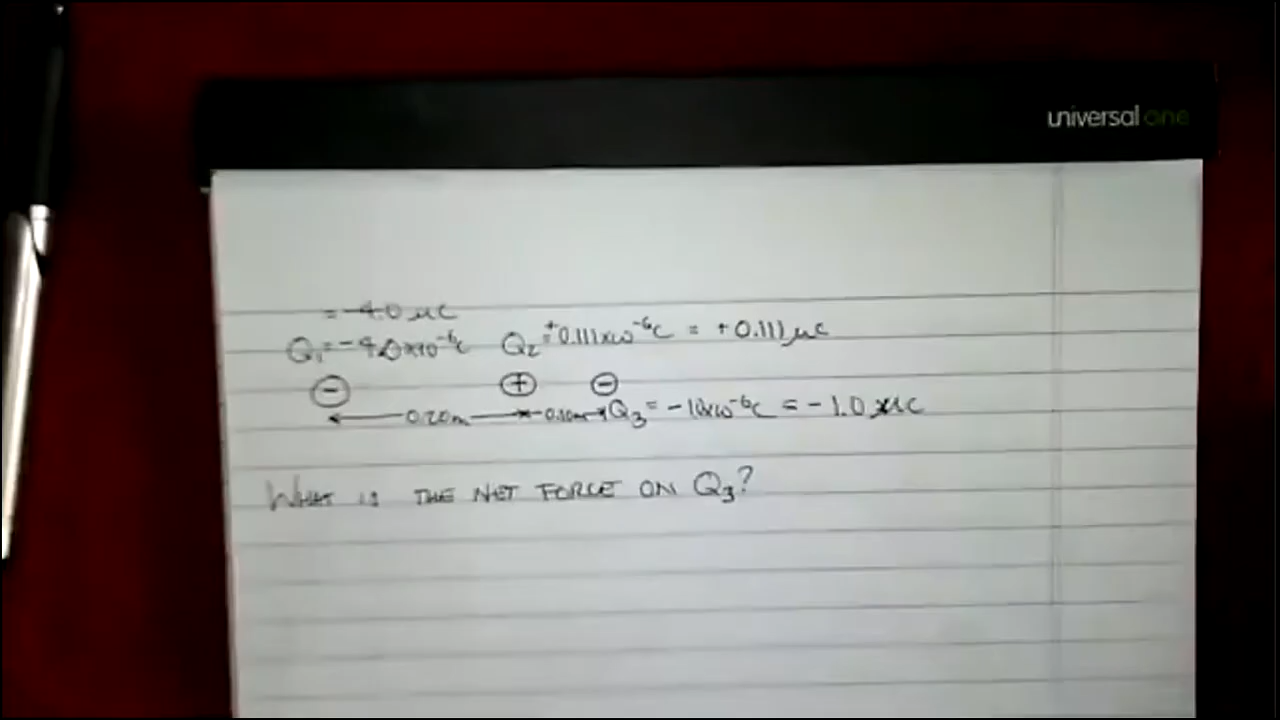 universal one
= -4.0 μC
Q₁ = -4.0×10⁻⁶C Q₂ = +0.111×10⁻⁶C = +0.111 μC
- + -
0.20m 0.10m Q₃ = -1.0×10⁻⁶C = -1.0 μC
WHAT IS THE NET FORCE ON Q₃?